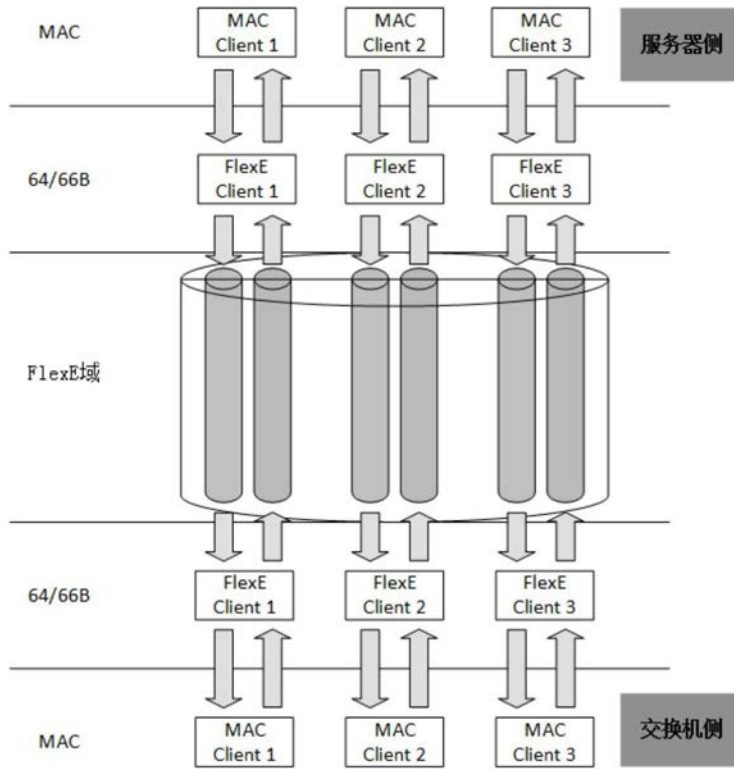 MAC
MAC
Client 1
MAC
Client 2
MAC
Client 3
服务器侧
64/66B
FlexE
Client 1
FlexE
Client 2
FlexE
Client 3
FlexE域
64/66B
FlexE
Client 1
FlexE
Client 2
FlexE
Client 3
MAC
MAC
Client 1
MAC
Client 2
MAC
Client 3
交换机侧